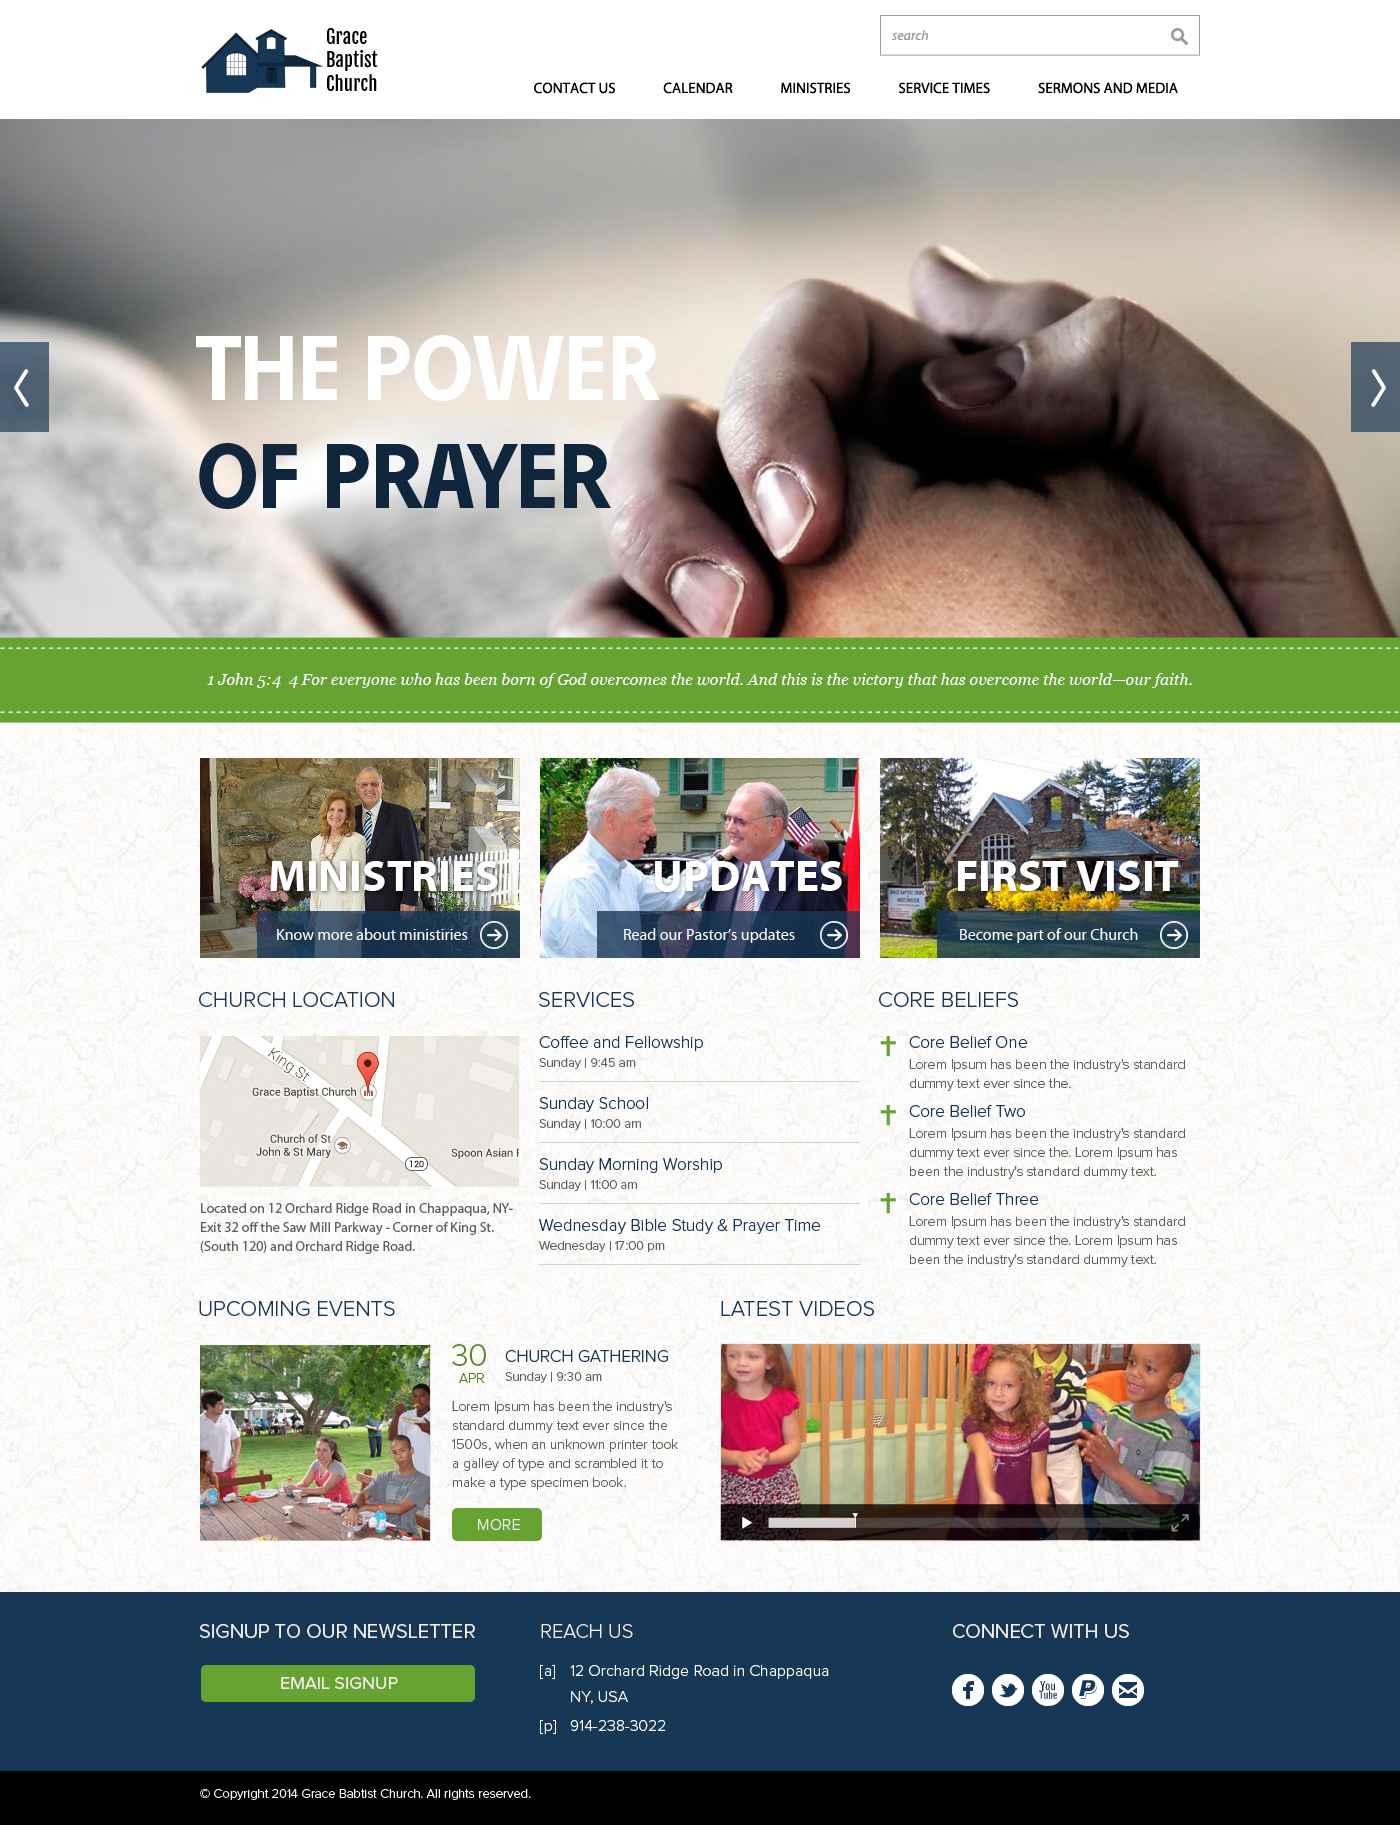 Grace
Baptist
Church
search
CONTACT US
CALENDAR
MINISTRIES
SERVICE TIMES
SERMONS AND MEDIA
THE POWER
OF PRAYER
1 John 5:4  4 For everyone who has been born of God overcomes the world. And this is the victory that has overcome the world—our faith.
MINISTRIES
Know more about ministiries
UPDATES
Read our Pastor's updates
GRACE BAPTIST CHURCH
WESTCHESTER
FIRST VISIT
Become part of our Church
CHURCH LOCATION
King St
Grace Baptist Church
Church of St
John & St Mary
120
Spoon Asian F
Located on 12 Orchard Ridge Road in Chappaqua, NY-
Exit 32 off the Saw Mill Parkway - Corner of King St.
(South 120) and Orchard Ridge Road.
SERVICES
Coffee and Fellowship
Sunday | 9:45 am
Sunday School
Sunday | 10:00 am
Sunday Morning Worship
Sunday | 11:00 am
Wednesday Bible Study & Prayer Time
Wednesday | 17:00 pm
CORE BELIEFS
Core Belief One
Lorem Ipsum has been the industry's standard
dummy text ever since the.
Core Belief Two
Lorem Ipsum has been the industry's standard
dummy text ever since the. Lorem Ipsum has
been the industry's standard dummy text.
Core Belief Three
Lorem Ipsum has been the industry's standard
dummy text ever since the. Lorem Ipsum has
been the industry's standard dummy text.
UPCOMING EVENTS
30
APR
CHURCH GATHERING
Sunday | 9:30 am
Lorem Ipsum has been the industry's
standard dummy text ever since the
1500s, when an unknown printer took
a galley of type and scrambled it to
make a type specimen book.
MORE
LATEST VIDEOS
SIGNUP TO OUR NEWSLETTER
EMAIL SIGNUP
REACH US
[a] 12 Orchard Ridge Road in Chappaqua
NY, USA
[p] 914-238-3022
CONNECT WITH US
You
Tube
© Copyright 2014 Grace Babtist Church. All rights reserved.